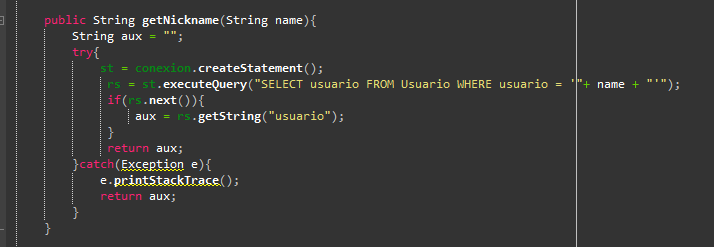 public String getNickname(String name){
String aux = "";
try{
st = conexion.createStatement();
rs = st.executeQuery("SELECT usuario FROM Usuario WHERE usuario = '"+ name + "'");
if(rs.next()){
aux = rs.getString("usuario");
}
return aux;
}catch(Exception e){
e.printStackTrace();
return aux;
}
}